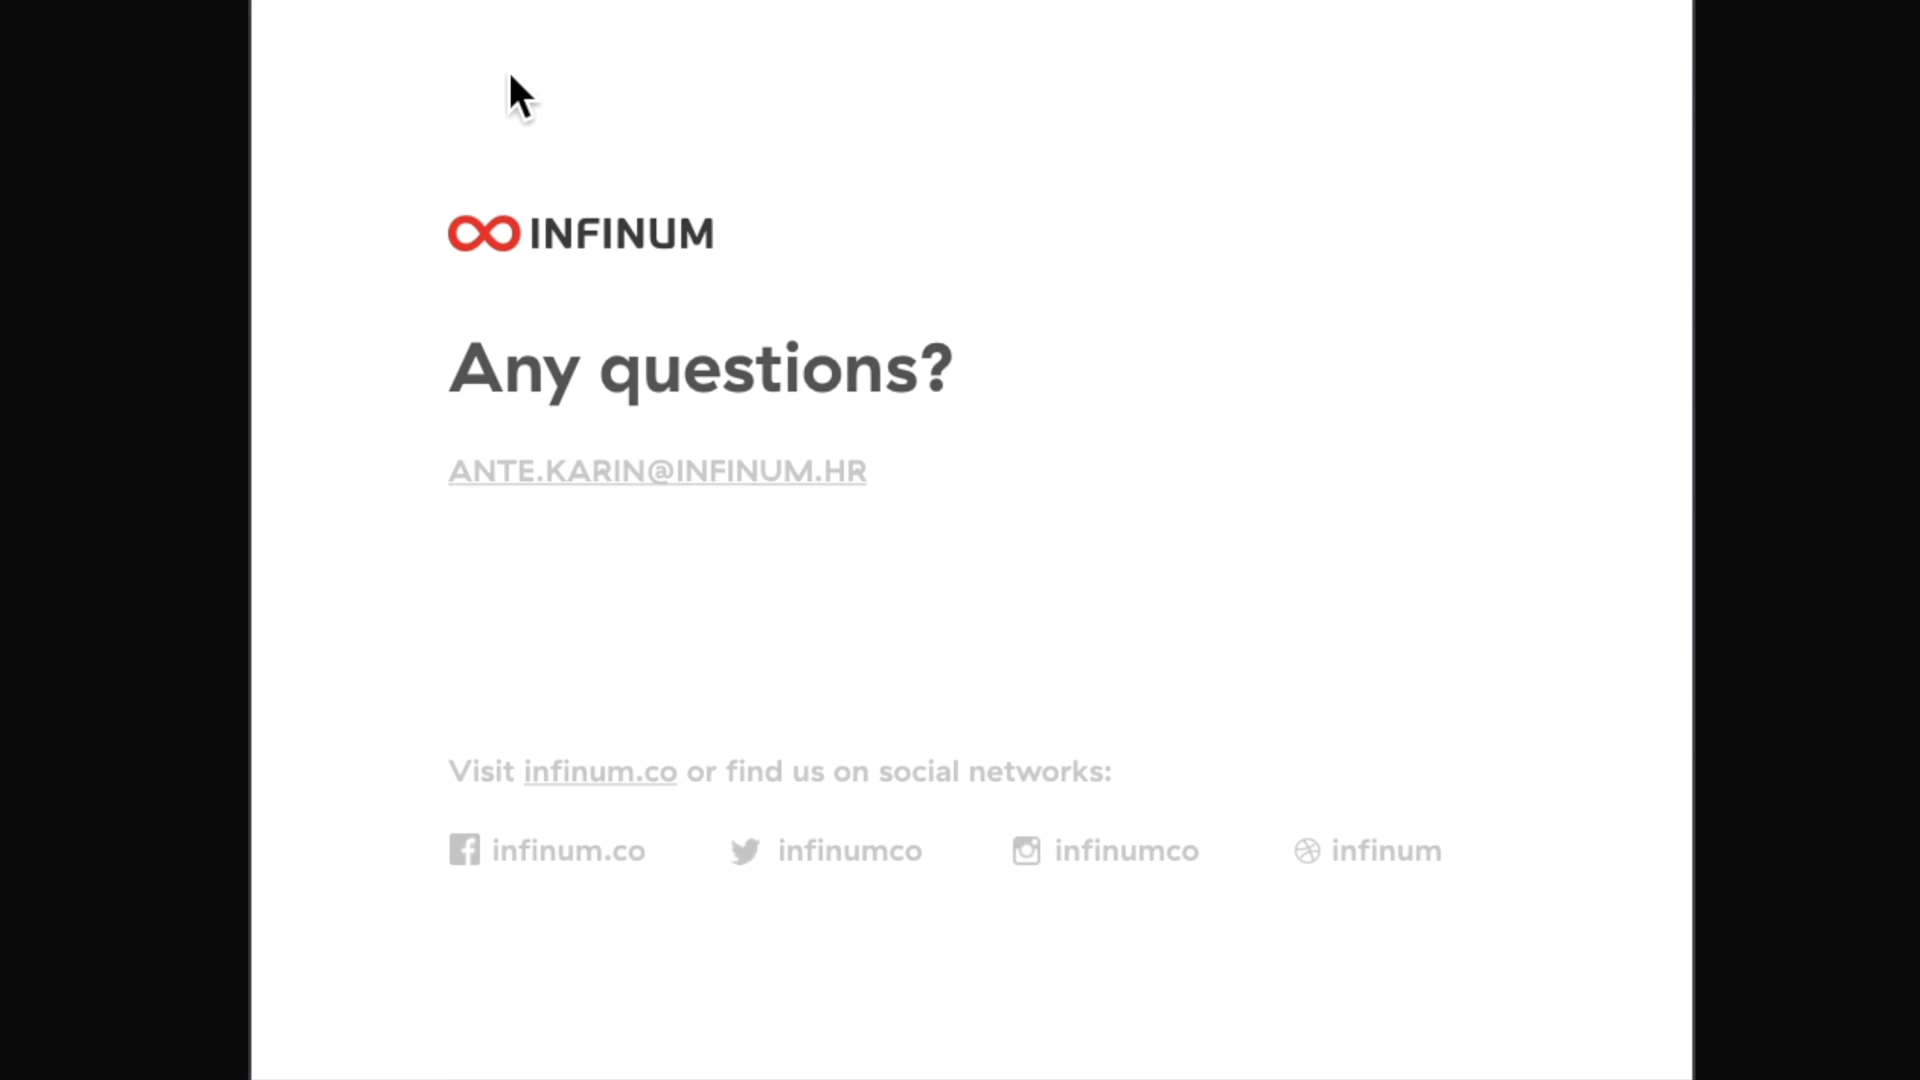 INFINUM
Any questions?
ANTE.KARIN@INFINUM.HR
Visit infinum.co or find us on social networks:
infinum.co infinumco infinumco infinum